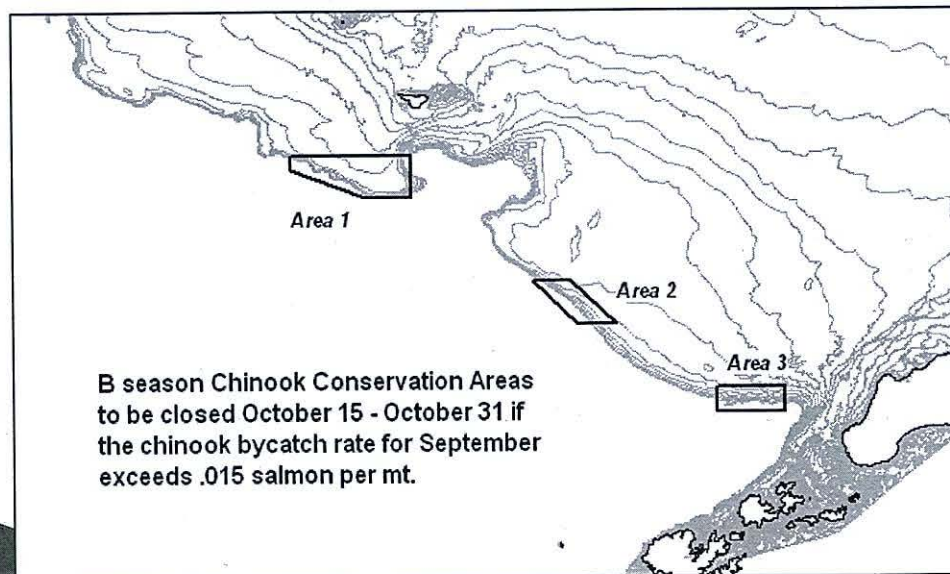 Area 1
Area 2
Area 3
B season Chinook Conservation Areas
to be closed October 15 - October 31 if
the chinook bycatch rate for September
exceeds .015 salmon per mt.